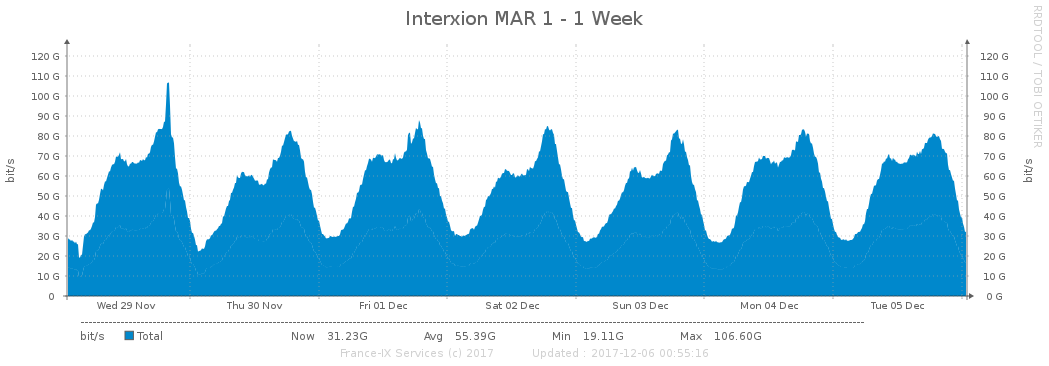 Interxion MAR 1 - 1 Week
RRDTOOL / TOBI OETIKER
bit/s
bit/s
120 G 120 G
110 G 110 G
100 G 100 G
90 G 90 G
80 G 80 G
70 G 70 G
60 G 60 G
50 G 50 G
40 G 40 G
30 G 30 G
20 G 20 G
10 G 10 G
0 0 G
Wed 29 Nov Thu 30 Nov Fri 01 Dec Sat 02 Dec Sun 03 Dec Mon 04 Dec Tue 05 Dec
bit/s Total Now 31.23G Avg 55.39G Min 19.11G Max 106.60G
France-IX Services (c) 2017 Updated : 2017-12-06 00:55:16